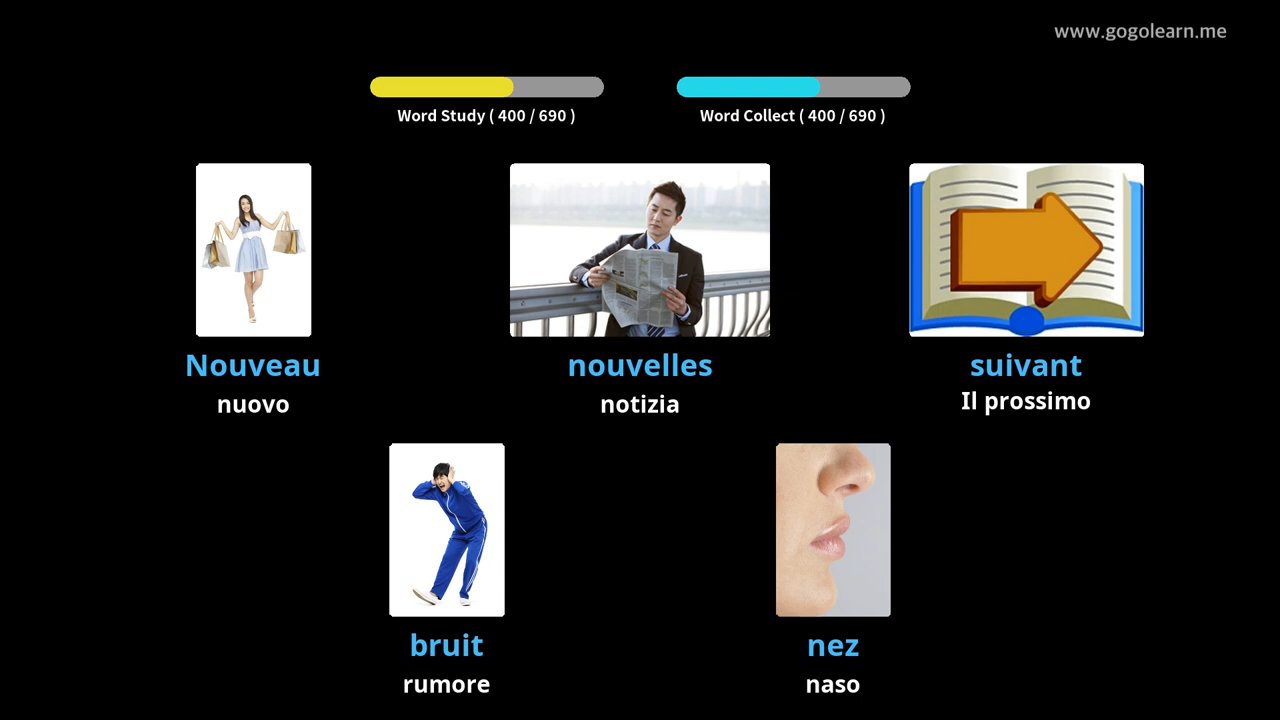 www.gogolearn.me
Word Study ( 400 / 690 )
Word Collect ( 400 / 690 )
Nouveau
nuovo
nouvelles
notizia
suivant
Il prossimo
bruit
rumore
nez
naso